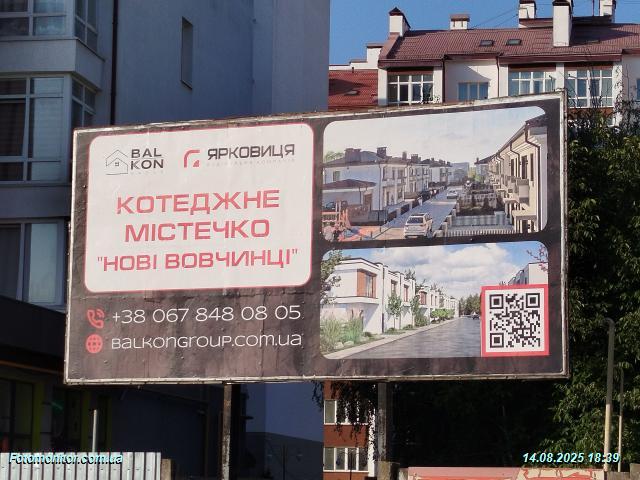 BAL
KON
ЯРКОВИЦЯ
КОТЕДЖНЕ
МІСТЕЧКО
"НОВІ ВОВЧИНЦІ"
+38 067 848 08 05
BALKONGROUP.COM.UA
Fotomonitor.com.ua
14.08.2025 18:39